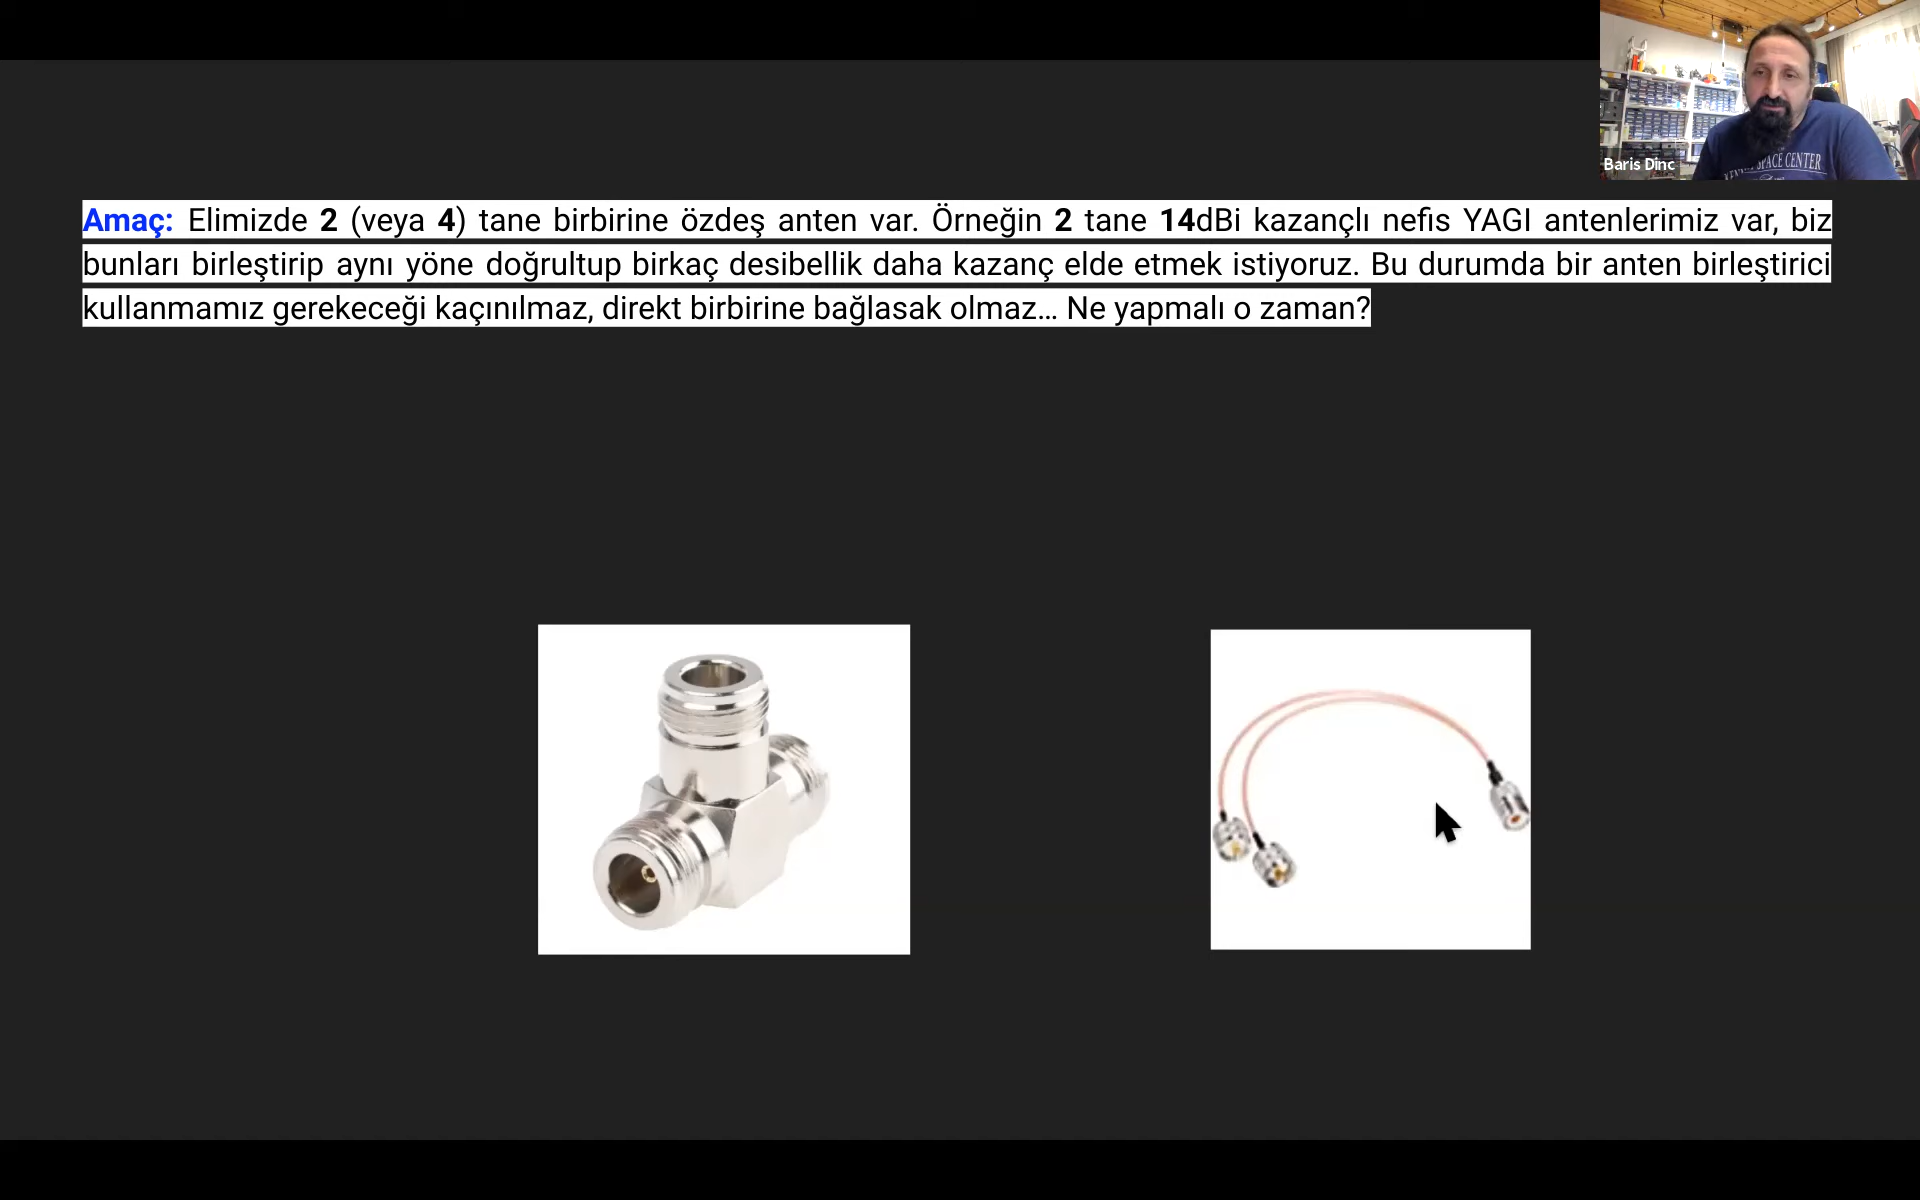 Baris Dinc
SPACE CENTER
Amaç: Elimizde 2 (veya 4) tane birbirine özdeş anten var. Örneğin 2 tane 14dBi kazançlı nefis YAGI antenlerimiz var, biz
bunları birleştirip aynı yöne doğrultup birkaç desibellik daha kazanç elde etmek istiyoruz. Bu durumda bir anten birleştirici
kullanmamız gerekeceği kaçınılmaz, direkt birbirine bağlasak olmaz... Ne yapmalı o zaman?